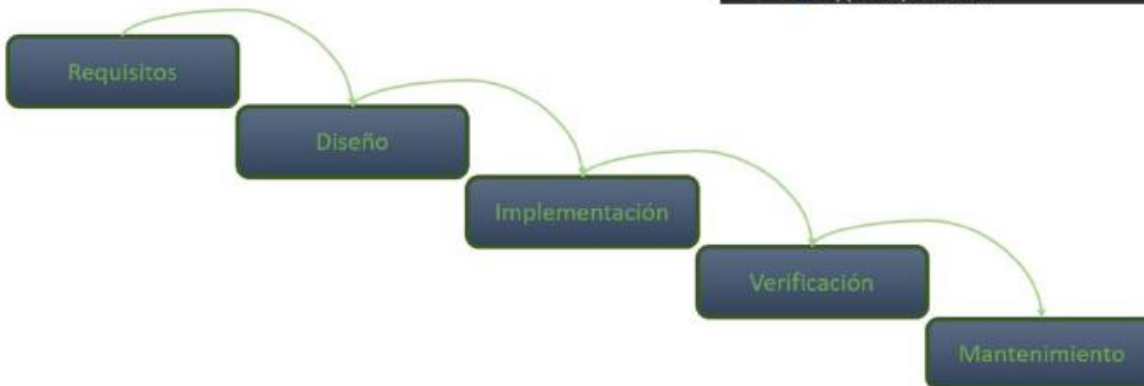 Requisitos
Diseño
Implementación
Verificación
Mantenimiento